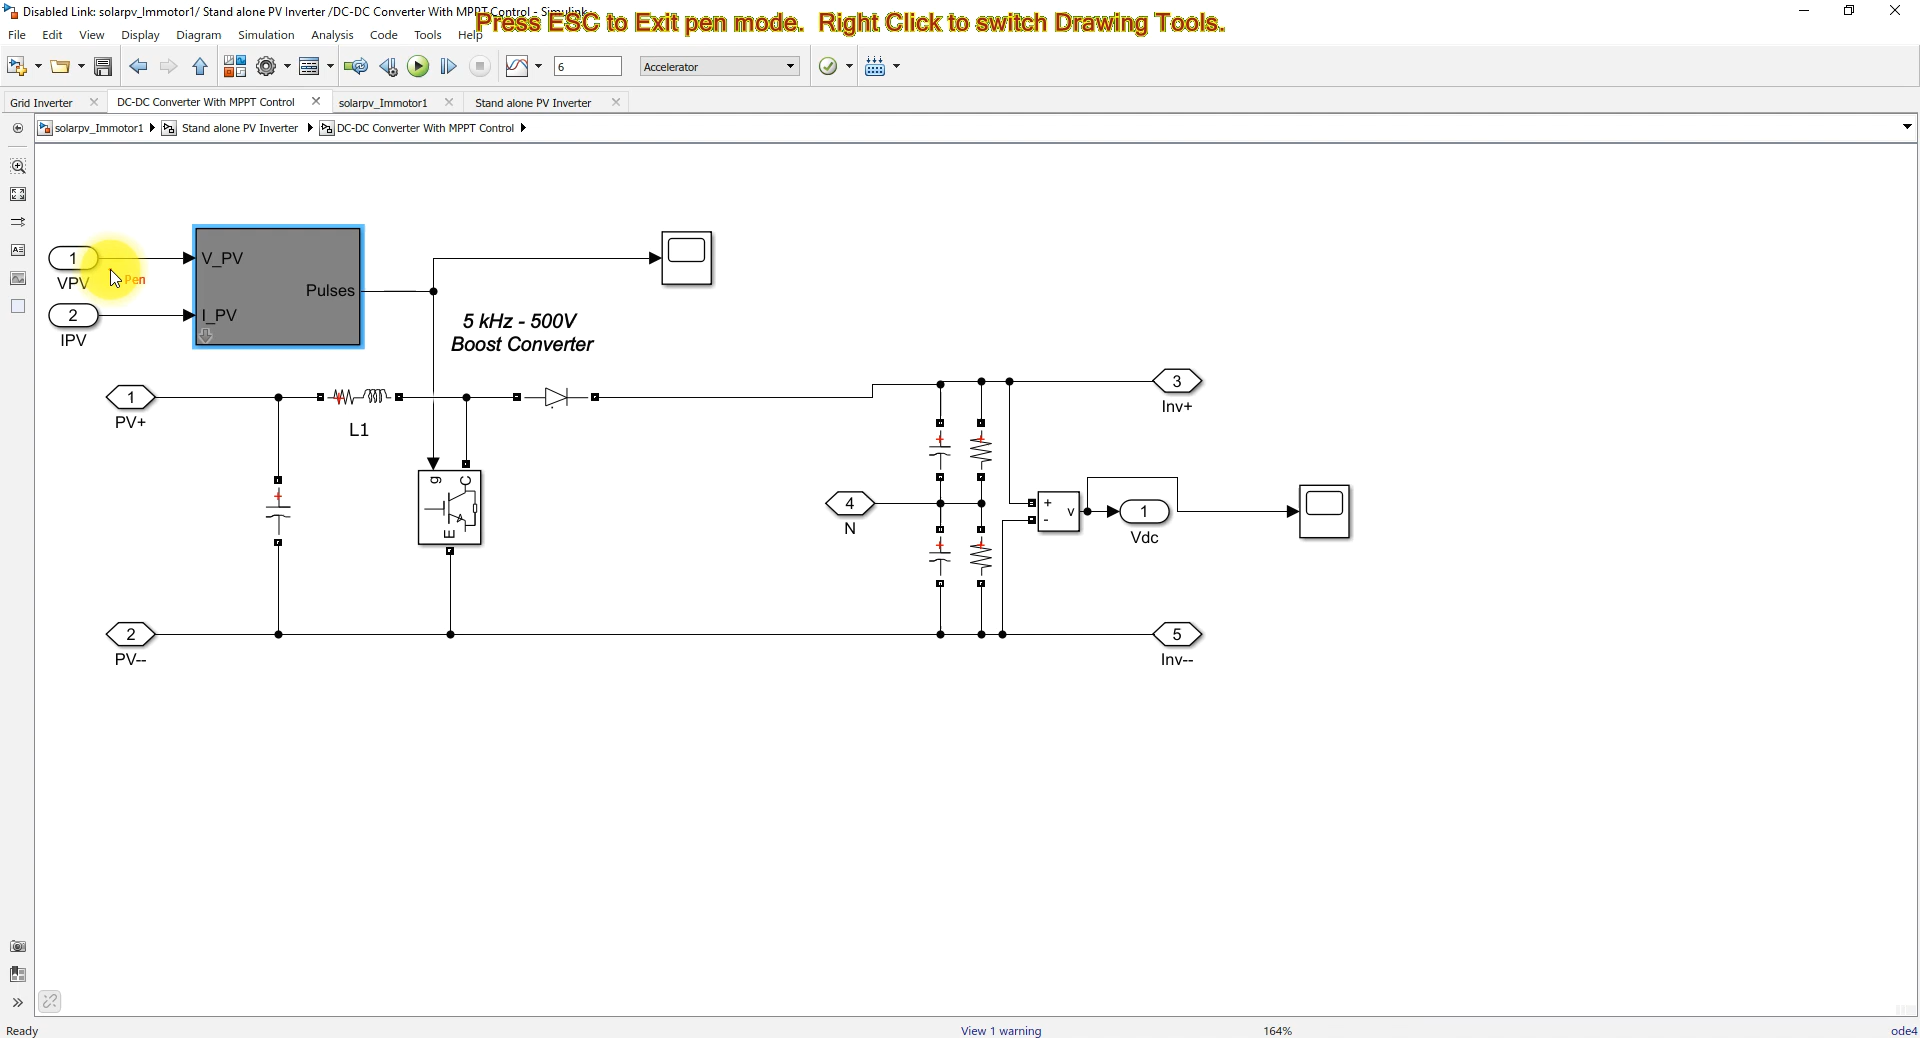 Disabled Link: solarpv_Immotor1/ Stand alone PV Inverter /DC-DC Converter With MPPT Control - Simulink
Press ESC to Exit pen mode.  Right Click to switch Drawing Tools.
File Edit View Display Diagram Simulation Analysis Code Tools Help
6 Accelerator
Grid Inverter DC-DC Converter With MPPT Control solarpv_Immotor1 Stand alone PV Inverter
solarpv_Immotor1 Stand alone PV Inverter DC-DC Converter With MPPT Control
1 V_PV
VPV Pen
Pulses
2 I_PV
IPV
5 kHz - 500V
Boost Converter
1
PV+
L1
3
Inv+
g C
E
4
N
+
-
v
1
Vdc
2
PV--
5
Inv--
Ready View 1 warning 164% ode4